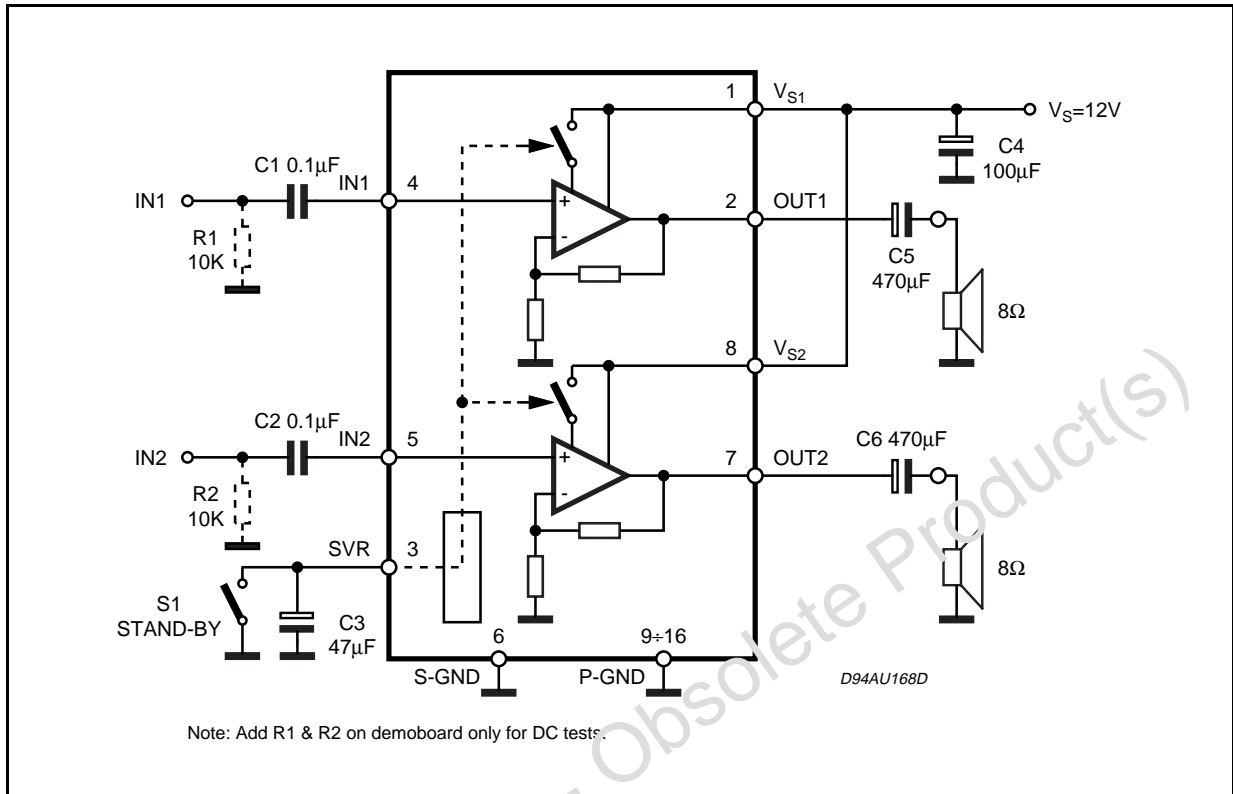 1
V_S1
V_S=12V
C4
100μF
C1 0.1μF
IN1
4
IN1
R1
10K
+
-
2
OUT1
C5
470μF
8Ω
8
V_S2
C2 0.1μF
IN2
5
IN2
R2
10K
+
-
7
OUT2
C6 470μF
8Ω
SVR
3
S1
STAND-BY
C3
47μF
6
S-GND
9÷16
P-GND
D94AU168D
Note: Add R1 & R2 on demoboard only for DC tests.
Obsolete Product(s)